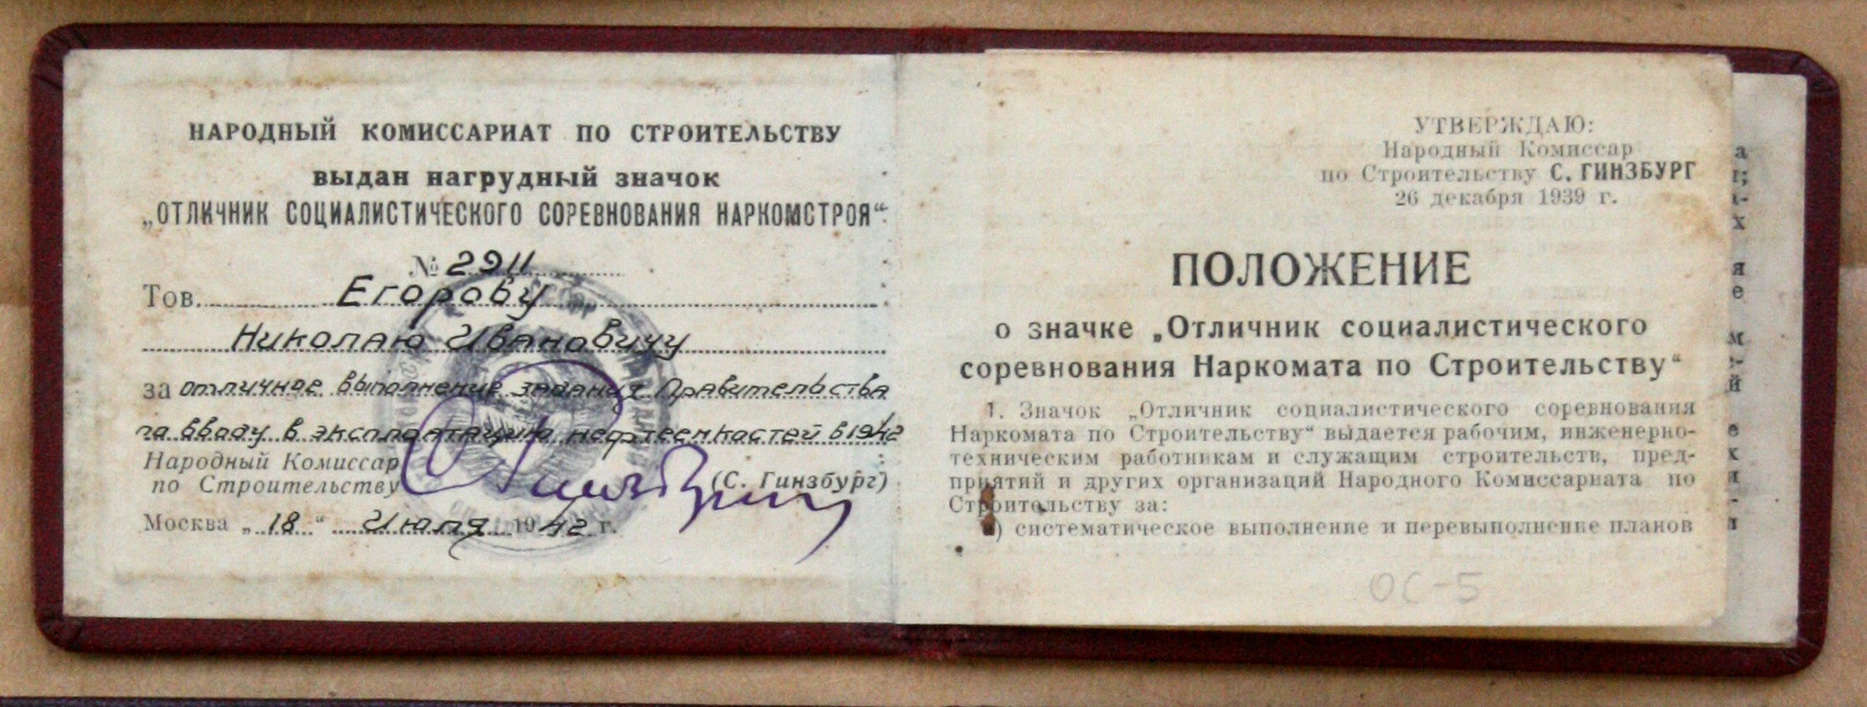 НАРОДНЫЙ КОМИССАРИАТ ПО СТРОИТЕЛЬСТВУ
выдан нагрудный значок
„ОТЛИЧНИК СОЦИАЛИСТИЧЕСКОГО СОРЕВНОВАНИЯ НАРКОМСТРОЯ“
№ 2911
Тов. Егорову
Николаю Ивановичу
за отличное выполнение задания Правительства
по вводу в эксплоатацию нефтеемкостей в 1942
Народный Комиссар
по Строительству (С. Гинзбург)
Москва „18“ Июля 1942 г.
УТВЕРЖДАЮ:
Народный Комиссар
по Строительству С. ГИНЗБУРГ
26 декабря 1939 г.
ПОЛОЖЕНИЕ
о значке „Отличник социалистического
соревнования Наркомата по Строительству“
1. Значок „Отличник социалистического соревнования
Наркомата по Строительству“ выдается рабочим, инженерно-
техническим работникам и служащим строительств, пред-
приятий и других организаций Народного Комиссариата по
Строительству за:
а) систематическое выполнение и перевыполнение планов
ОС-5